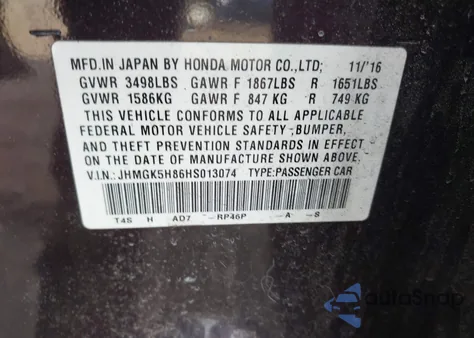 MFD.IN JAPAN BY HONDA MOTOR CO.,LTD; 11/'16
GVWR 3498LBS GAWR F 1867LBS R 1651LBS
GVWR 1586KG GAWR F 847 KG R 749 KG
THIS VEHICLE CONFORMS TO ALL APPLICABLE
FEDERAL MOTOR VEHICLE SAFETY, BUMPER,
AND THEFT PREVENTION STANDARDS IN EFFECT
ON THE DATE OF MANUFACTURE SHOWN ABOVE.
V.I.N.: JHMGK5H86HS013074 TYPE:PASSENGER CAR
T4S H AD7 RP46P A S
autoSnap